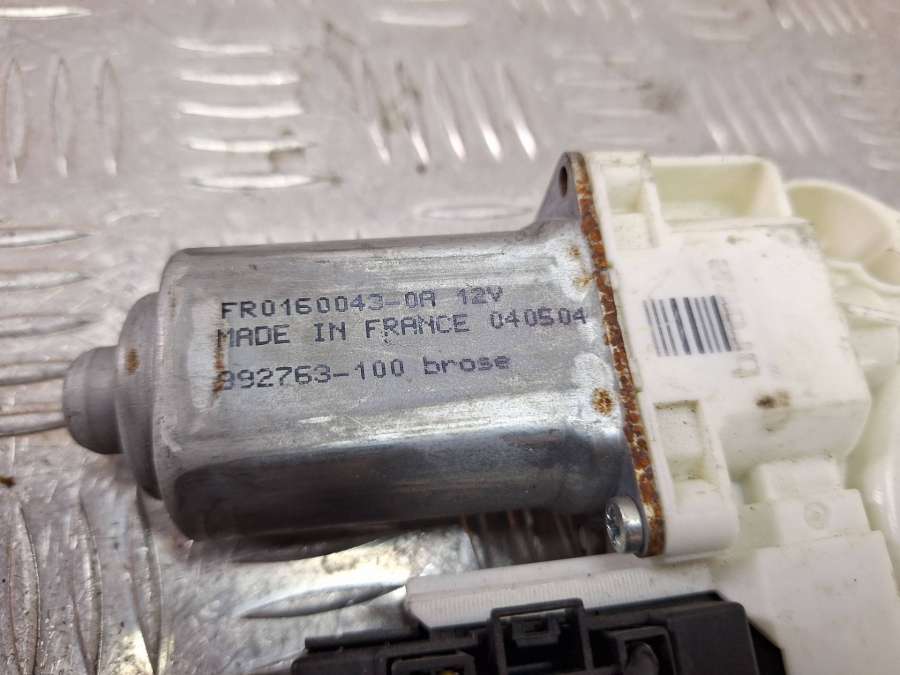 FR0160043-0A 12V
MADE IN FRANCE 040504
992763-100 brose